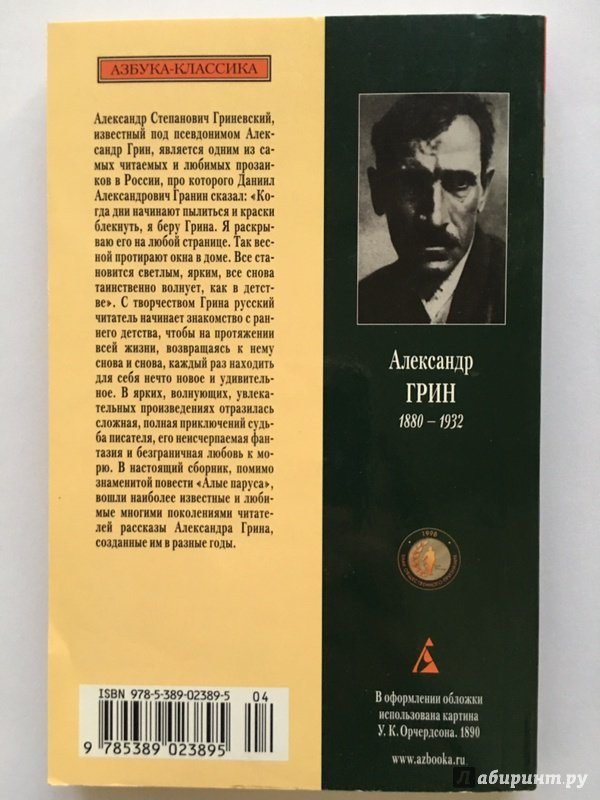 АЗБУКА-КЛАССИКА
Александр Степанович Гриневский,
известный под псевдонимом Алек-
сандр Грин, является одним из са-
мых читаемых и любимых прозаи-
ков в России, про которого Даниил
Александрович Гранин сказал: «Ко-
гда дни начинают пылиться и краски
блекнуть, я беру Грина. Я раскры-
ваю его на любой странице. Так вес-
ной протирают окна в доме. Все ста-
новится светлым, ярким, все снова
таинственно волнует, как в детст-
ве». С творчеством Грина русский
читатель начинает знакомство с ран-
него детства, чтобы на протяжении
всей жизни, возвращаясь к нему
снова и снова, каждый раз находить
для себя нечто новое и удивитель-
ное. В ярких, волнующих, увлека-
тельных произведениях отразилась
сложная, полная приключений судь-
ба писателя, его неисчерпаемая фан-
тазия и безграничная любовь к мо-
рю. В настоящий сборник, помимо
знаменитой повести «Алые паруса»,
вошли наиболее известные и люби-
мые многими поколениями читате-
лей рассказы Александра Грина,
созданные им в разные годы.
ISBN 978-5-389-02389-5 04
9 785389 023895
Александр
ГРИН
1880 – 1932
1998
В оформлении обложки
использована картина
У. К. Орчердсона. 1890
www.azbooka.ru
лабиринт.ру